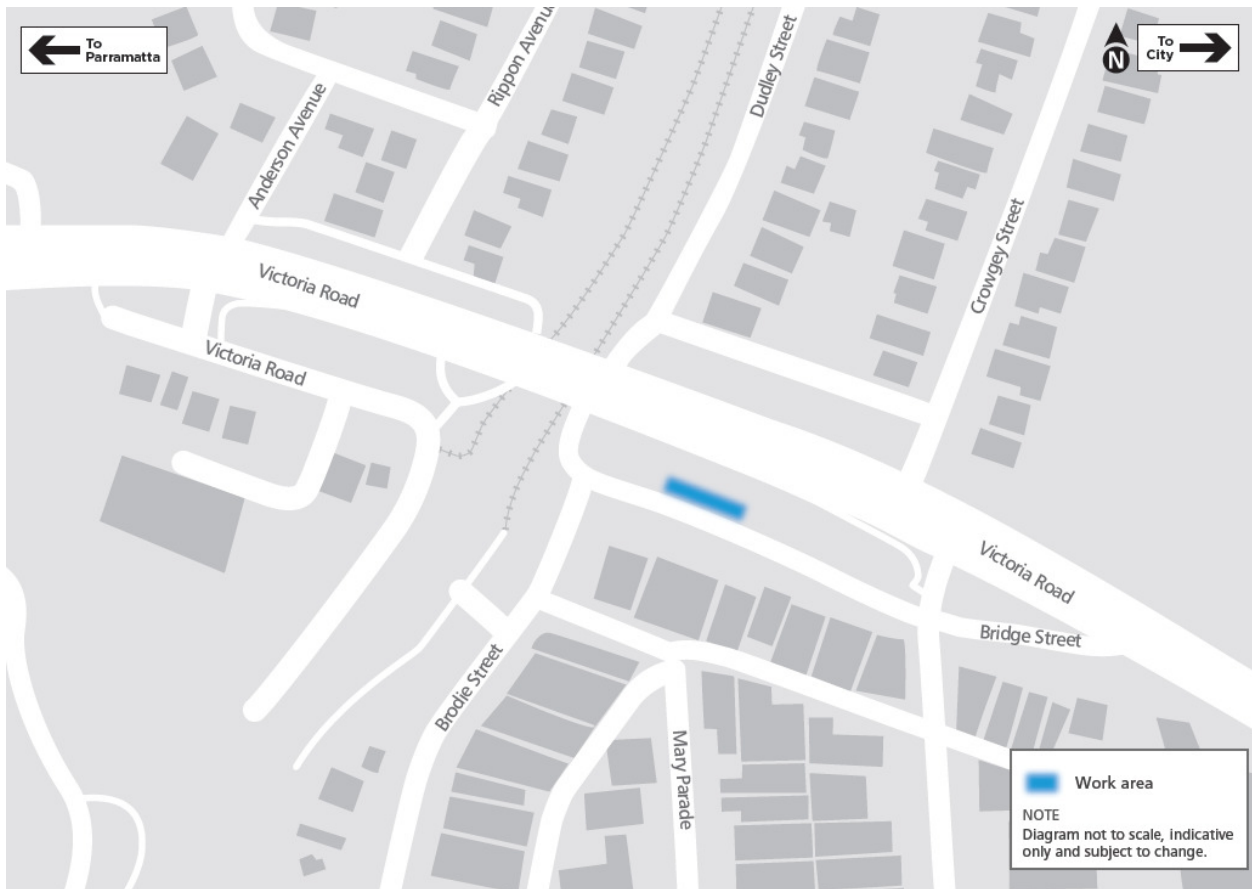 To
Parramatta
N
To
City
Rippon Avenue
Dudley Street
Anderson Avenue
Crowgey Street
Victoria Road
Victoria Road
Victoria Road
Bridge Street
Brodie Street
Mary Parade
Work area
NOTE
Diagram not to scale, indicative
only and subject to change.